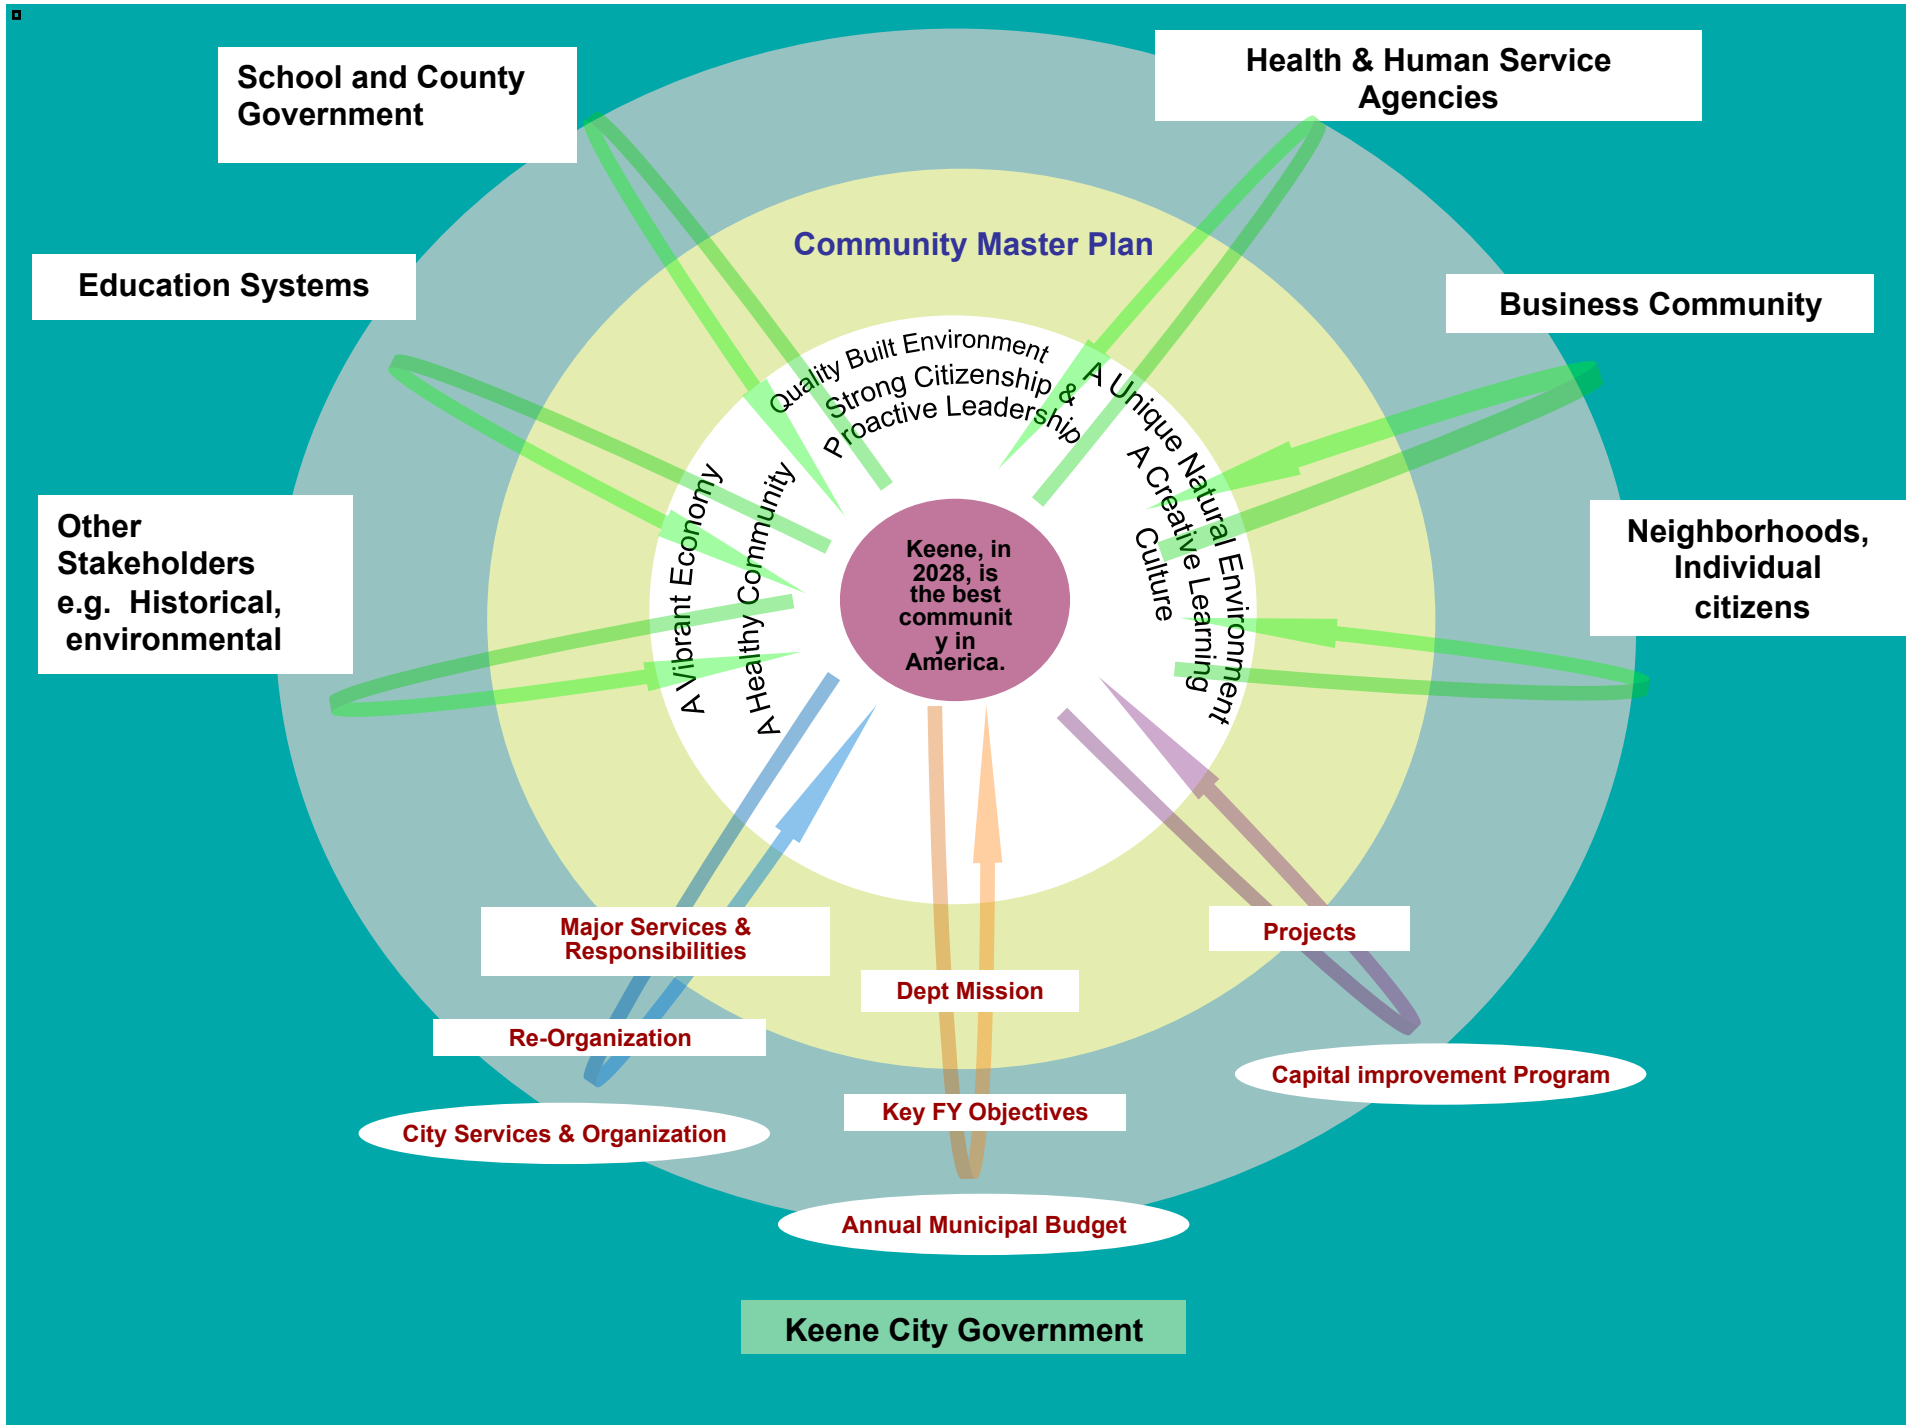 School and County
Government
Health & Human Service
Agencies
Community Master Plan
Education Systems
Business Community
Quality Built Environment
Strong Citizenship &
Proactive Leadership
A Unique Natural Environment
A Creative Learning
Culture
A Vibrant Economy
A Healthy Community
Other
Stakeholders
e.g. Historical,
environmental
Keene, in
2028, is
the best
communit
y in
America.
Neighborhoods,
Individual
citizens
Major Services &
Responsibilities
Projects
Dept Mission
Re-Organization
Capital improvement Program
Key FY Objectives
City Services & Organization
Annual Municipal Budget
Keene City Government